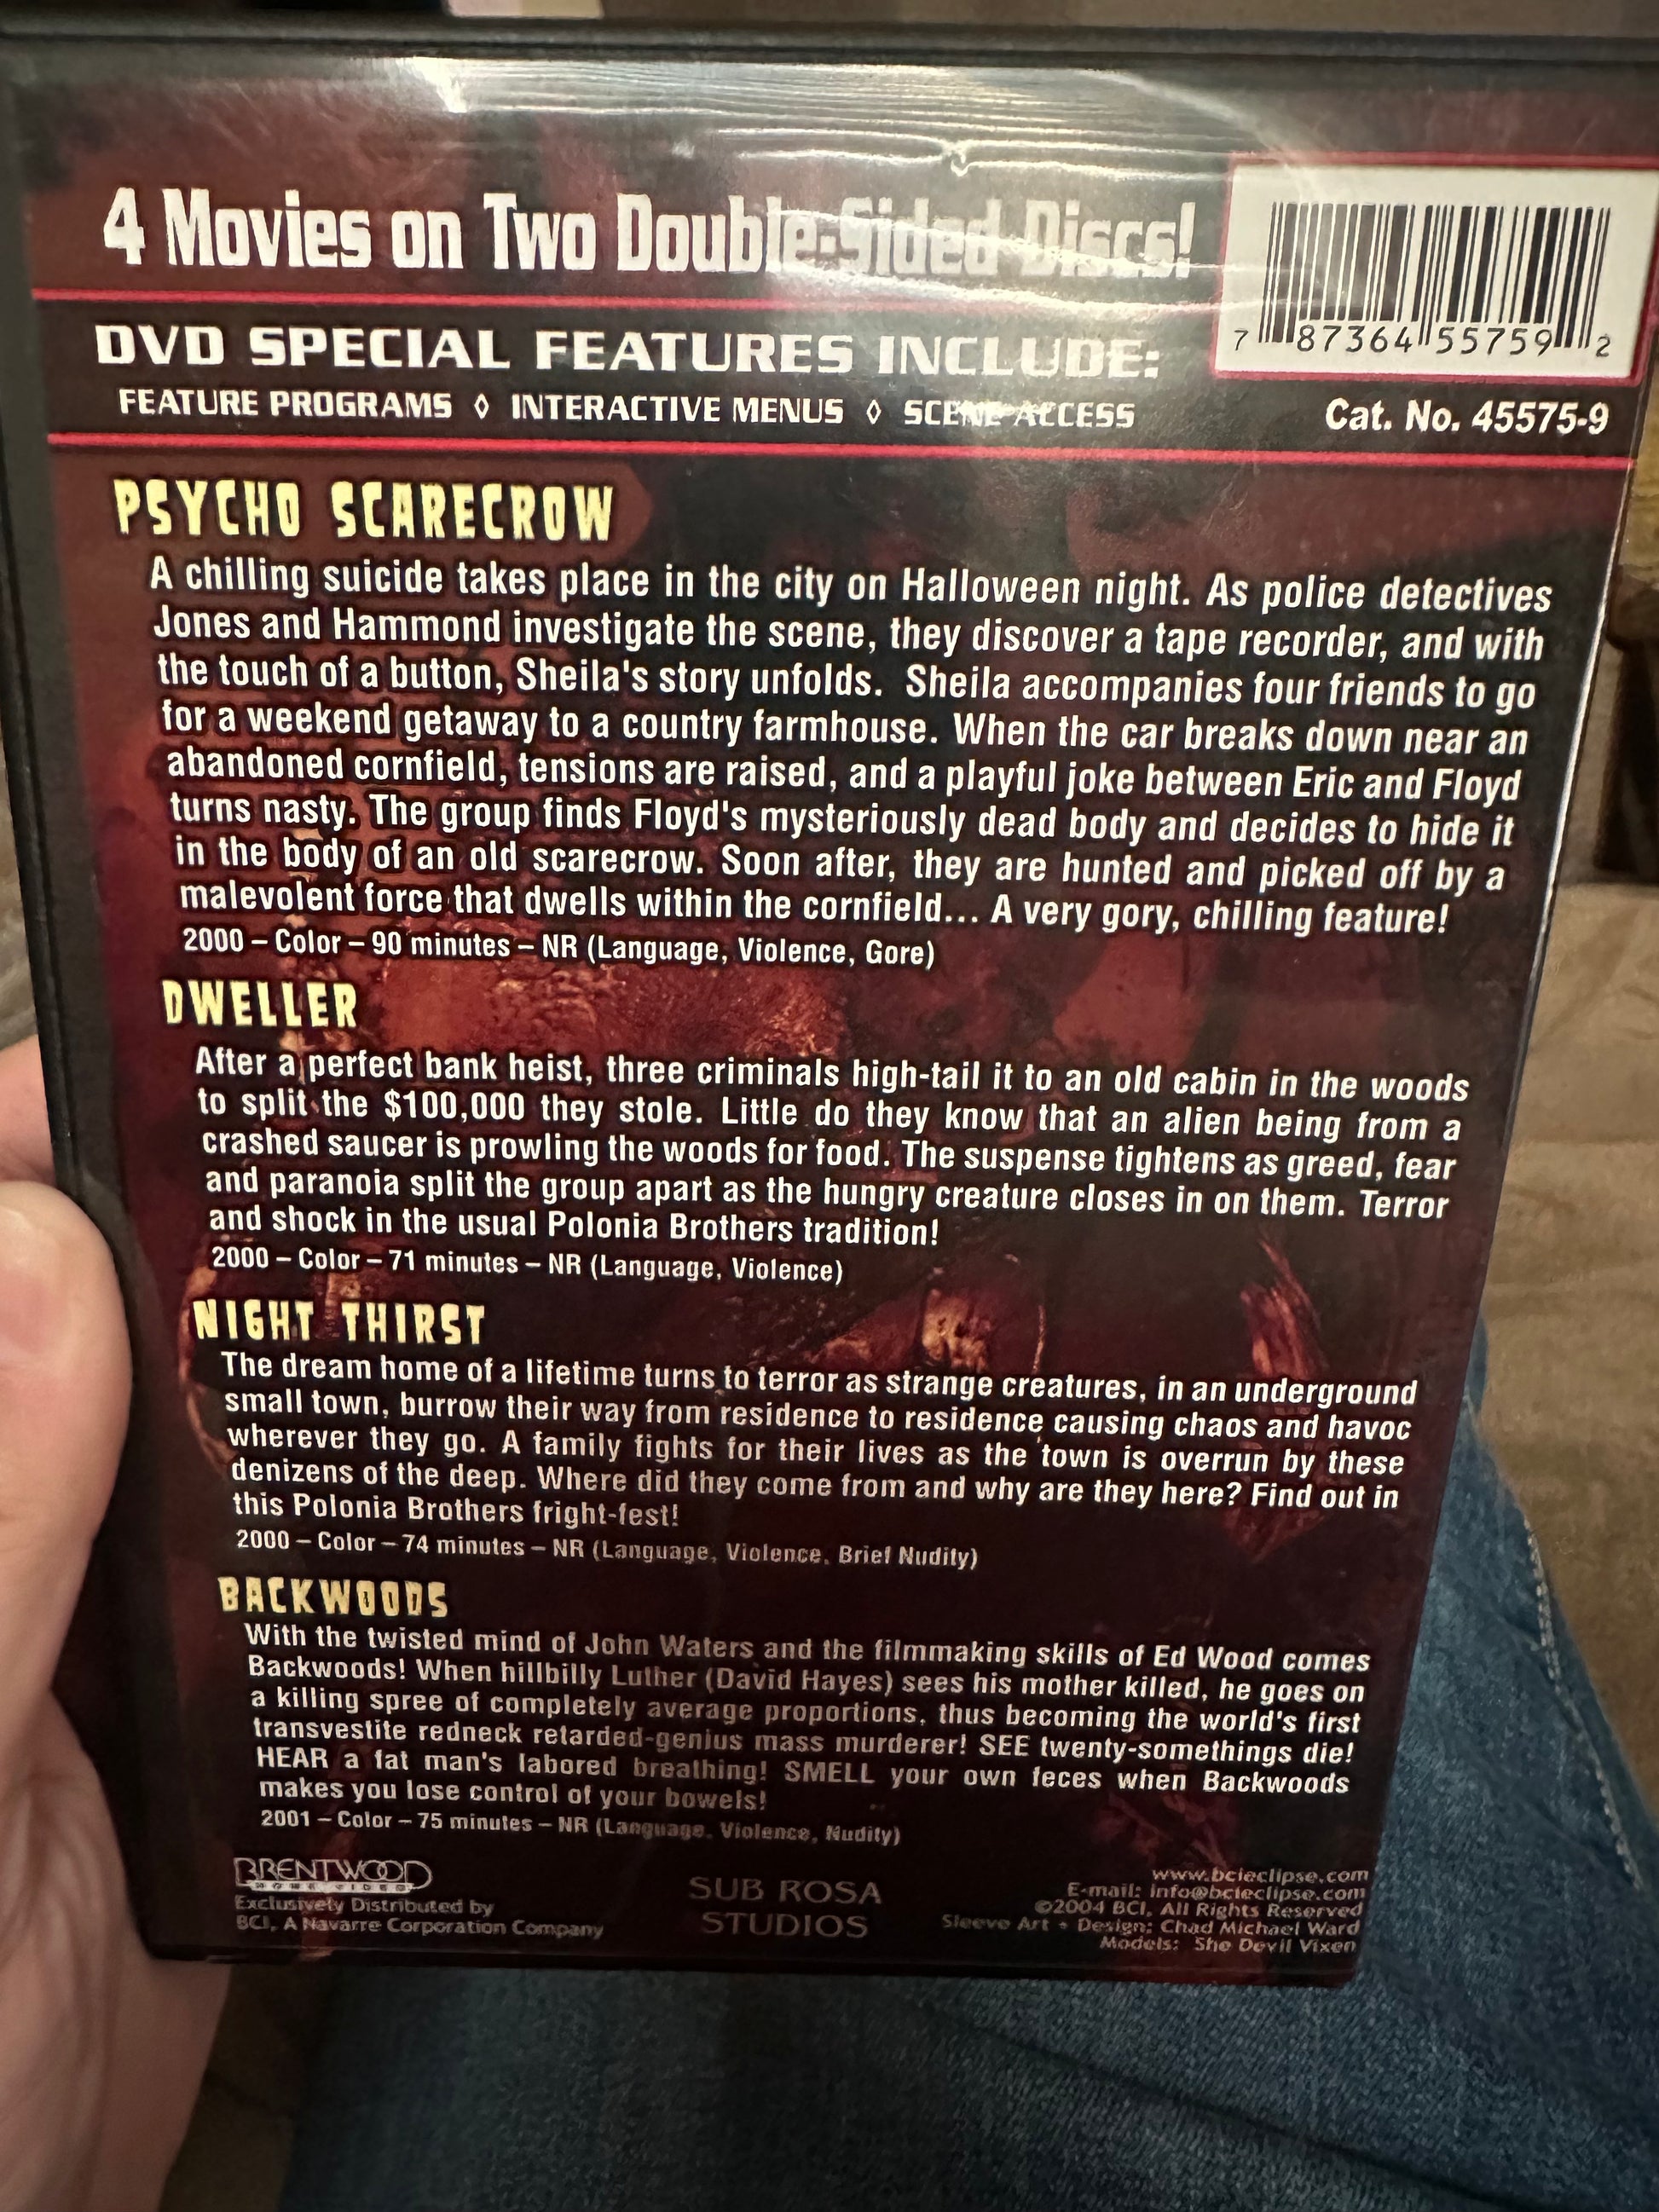 4 Movies on Two Double-Sided Discs!
7 87364 55759 2
DVD SPECIAL FEATURES INCLUDE:
FEATURE PROGRAMS ◊ INTERACTIVE MENUS ◊ SCENE ACCESS
Cat. No. 45575-9
PSYCHO SCARECROW
A chilling suicide takes place in the city on Halloween night. As police detectives
Jones and Hammond investigate the scene, they discover a tape recorder, and with
the touch of a button, Sheila's story unfolds. Sheila accompanies four friends to go
for a weekend getaway to a country farmhouse. When the car breaks down near an
abandoned cornfield, tensions are raised, and a playful joke between Eric and Floyd
turns nasty. The group finds Floyd's mysteriously dead body and decides to hide it
in the body of an old scarecrow. Soon after, they are hunted and picked off by a
malevolent force that dwells within the cornfield... A very gory, chilling feature!
2000 – Color – 90 minutes – NR (Language, Violence, Gore)
DWELLER
After a perfect bank heist, three criminals high-tail it to an old cabin in the woods
to split the $100,000 they stole. Little do they know that an alien being from a
crashed saucer is prowling the woods for food. The suspense tightens as greed, fear
and paranoia split the group apart as the hungry creature closes in on them. Terror
and shock in the usual Polonia Brothers tradition!
2000 – Color – 71 minutes – NR (Language, Violence)
NIGHT THIRST
The dream home of a lifetime turns to terror as strange creatures, in an underground
small town, burrow their way from residence to residence causing chaos and havoc
wherever they go. A family fights for their lives as the town is overrun by these
denizens of the deep. Where did they come from and why are they here? Find out in
this Polonia Brothers fright-fest!
2000 – Color – 74 minutes – NR (Language, Violence, Brief Nudity)
BACKWOODS
With the twisted mind of John Waters and the filmmaking skills of Ed Wood comes
Backwoods! When hillbilly Luther (David Hayes) sees his mother killed, he goes on
a killing spree of completely average proportions, thus becoming the world's first
transvestite redneck retarded-genius mass murderer! SEE twenty-somethings die!
HEAR a fat man's labored breathing! SMELL your own feces when Backwoods
makes you lose control of your bowels!
2001 – Color – 75 minutes – NR (Language, Violence, Nudity)
BRENTWOOD
HOME VIDEO
Exclusively Distributed by
BCI, A Navarre Corporation Company
SUB ROSA
STUDIOS
www.bcieclipse.com
E-mail: info@bcieclipse.com
©2004 BCI, All Rights Reserved
Sleeve Art + Design: Chad Michael Ward
Models: She Devil Vixen